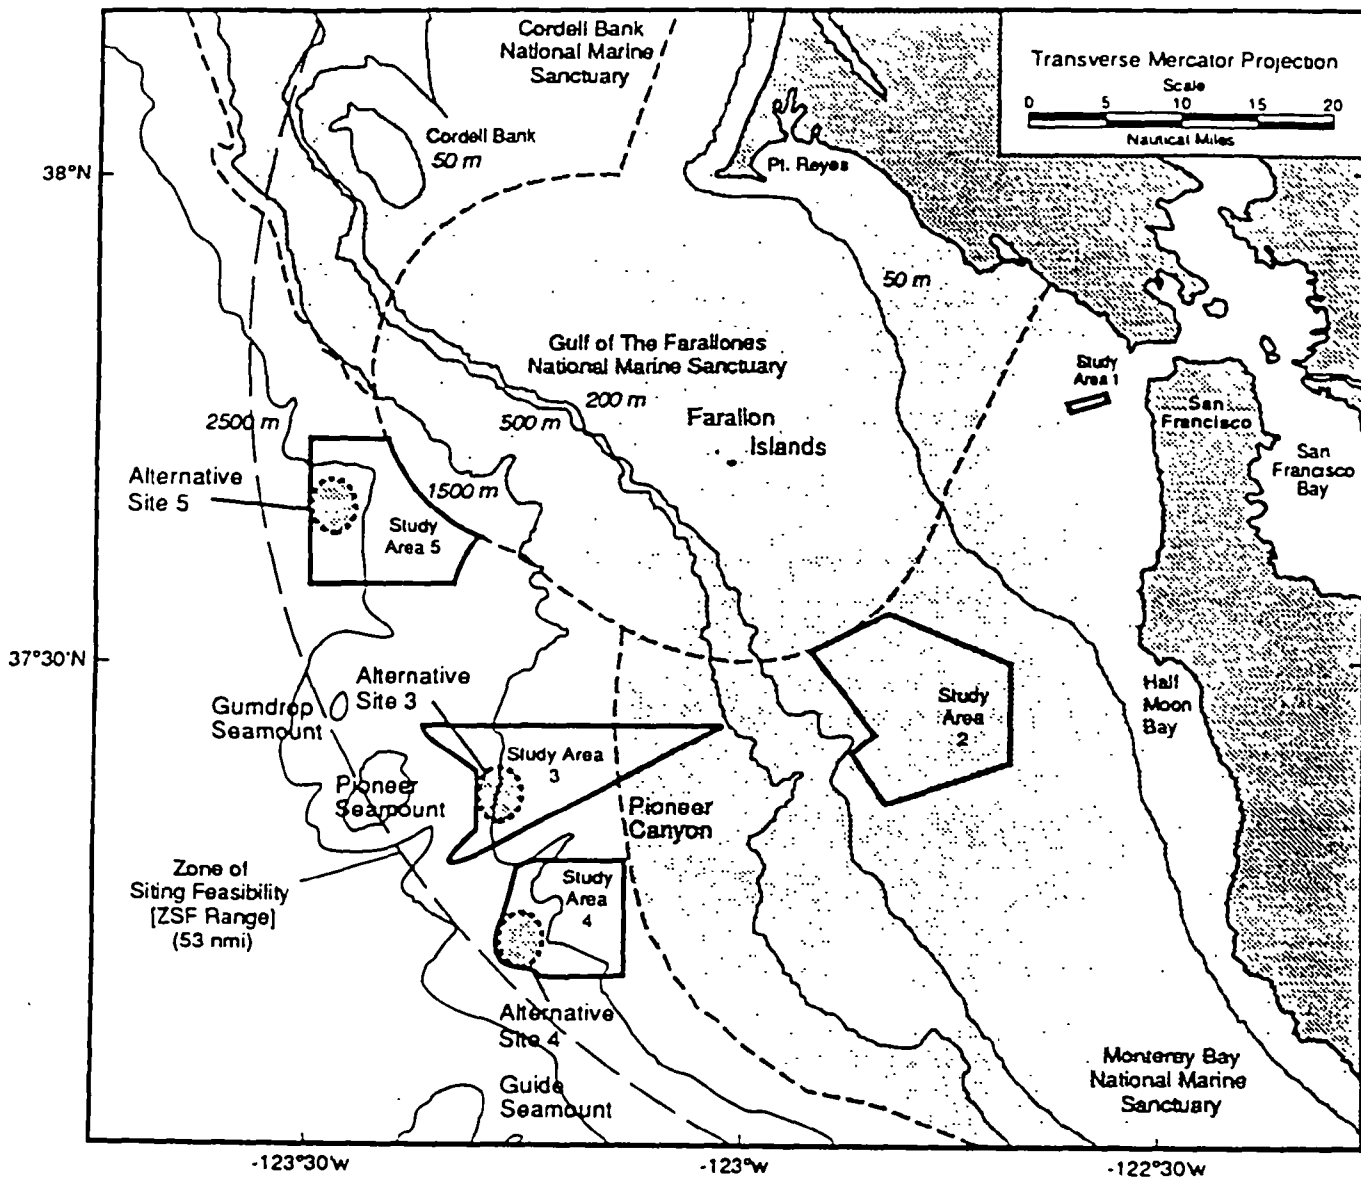 Cordell Bank
National Marine
Sanctuary
Transverse Mercator Projection
Scale
0 5 10 15 20
Nautical Miles
Cordell Bank
50 m
Pt. Reyes
38°N
50 m
Gulf of The Farallones
National Marine Sanctuary
200 m
500 m
2500 m
1500 m
Farallon
Islands
Study
Area 1
San
Francisco
San
Francisco
Bay
Alternative
Site 5
Study
Area 5
37°30'N
Alternative
Site 3
Gumdrop
Seamount
Study Area
3
Study
Area
2
Half
Moon
Bay
Pioneer
Seamount
Pioneer
Canyon
Zone of
Siting Feasibility
[ZSF Range]
(53 nmi)
Study
Area
4
Alternative
Site 4
Guide
Seamount
Monterey Bay
National Marine
Sanctuary
-123°30'W
-123°W
-122°30'W